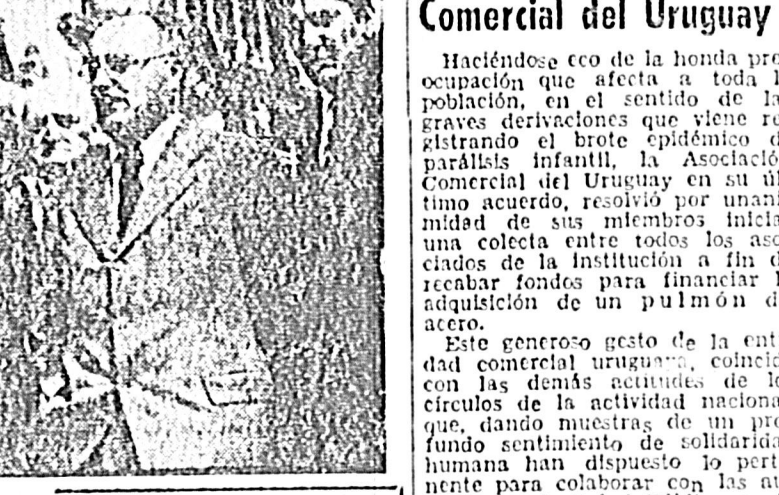 Comercial del Uruguay
Haciéndose eco de la honda pre
ocupación que afecta a toda l
población, en el sentido de la
graves derivaciones que viene re
gistrando el brote epidémico d
parálisis infantil, la Asociació
Comercial del Uruguay en su úl
timo acuerdo, resolvió por unani
midad de sus miembros inicia
una colecta entre todos los aso
ciados de la institución a fin d
recabar fondos para financiar l
adquisición de un pulmón d
acero.
Este generoso gesto de la enti
dad comercial uruguaya, coincid
con las demás actitudes de lo
círculos de la actividad naciona
que, dando muestras de un pro
fundo sentimiento de solidarida
humana han dispuesto lo perti
nente para colaborar con las au